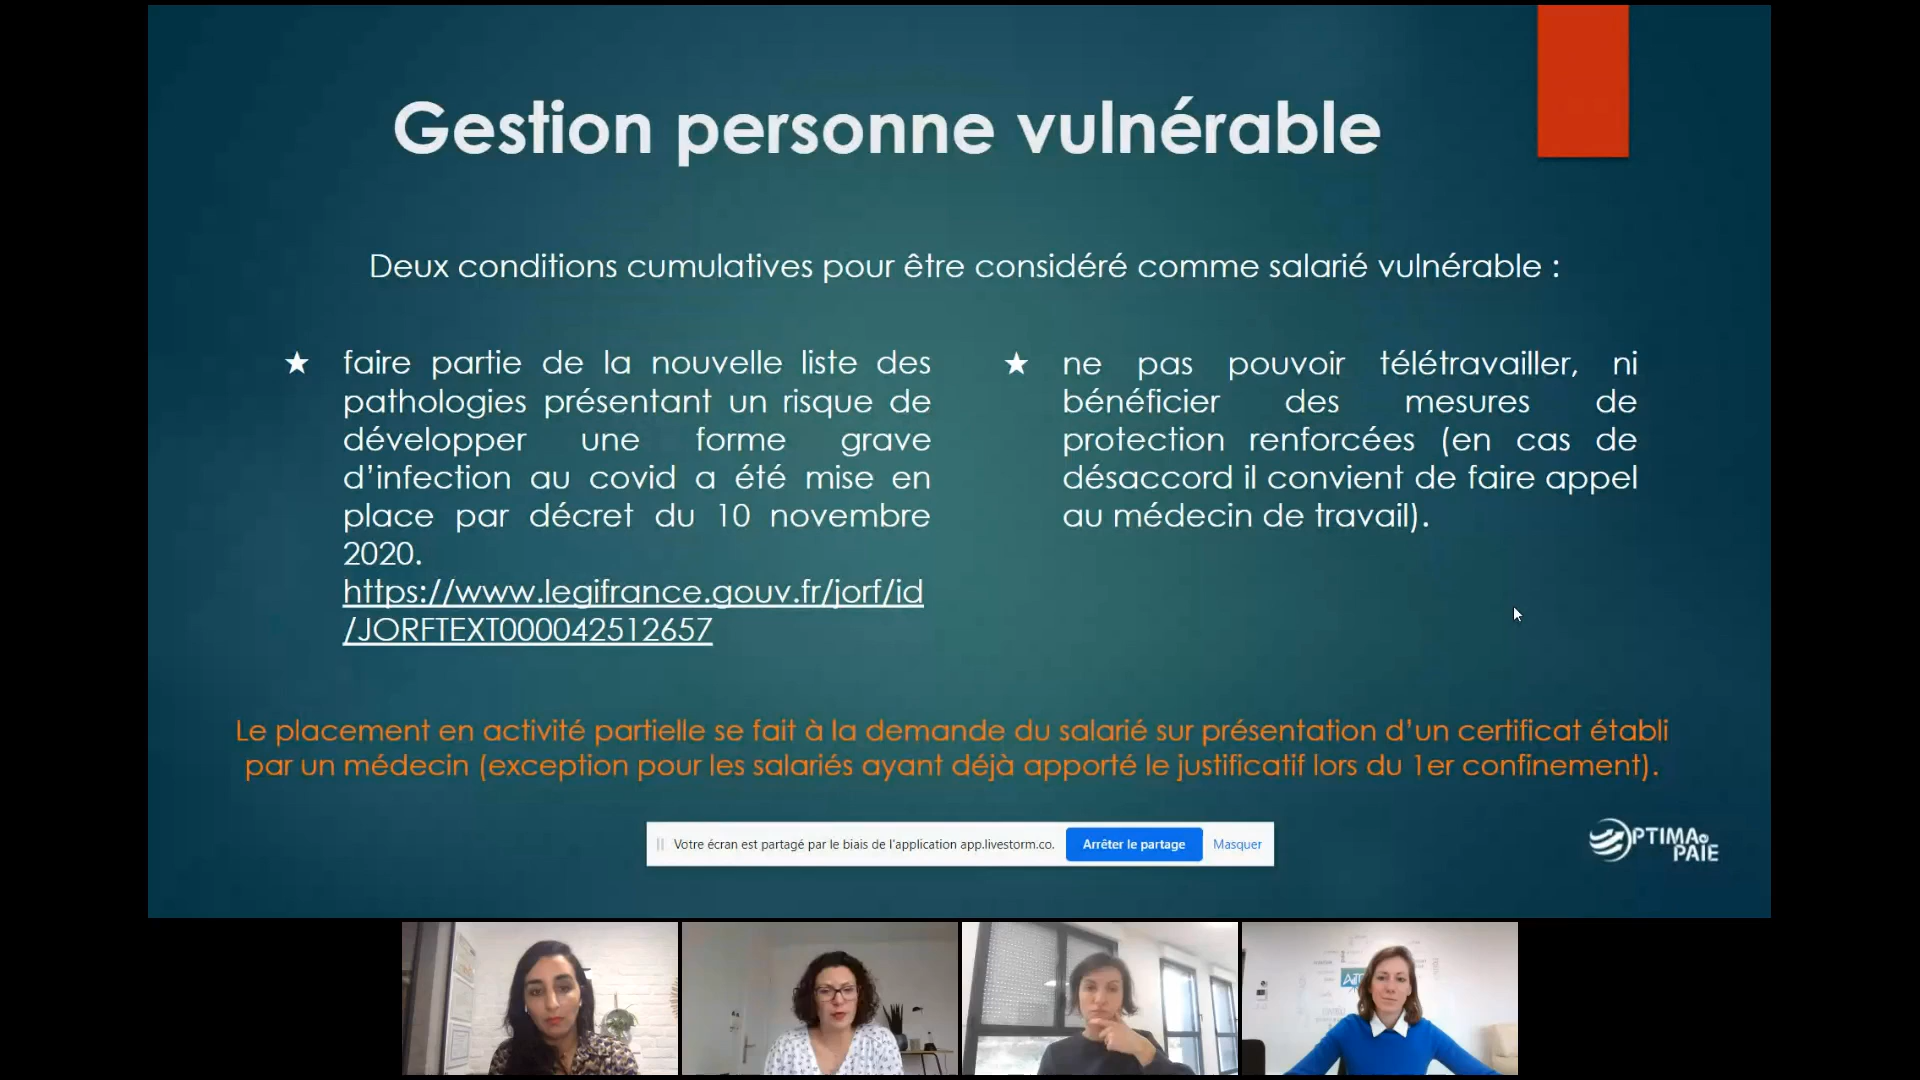 Gestion personne vulnérable
Deux conditions cumulatives pour être considéré comme salarié vulnérable :
★ faire partie de la nouvelle liste des
pathologies présentant un risque de
développer une forme grave
d’infection au covid a été mise en
place par décret du 10 novembre
2020.
https://www.legifrance.gouv.fr/jorf/id
/JORFTEXT000042512657
★ ne pas pouvoir télétravailler, ni
bénéficier des mesures de
protection renforcées (en cas de
désaccord il convient de faire appel
au médecin de travail).
Le placement en activité partielle se fait à la demande du salarié sur présentation d’un certificat établi
par un médecin (exception pour les salariés ayant déjà apporté le justificatif lors du 1er confinement).
Votre écran est partagé par le biais de l'application app.livestorm.co. Arrêter le partage Masquer
OPTIMA
PAIE